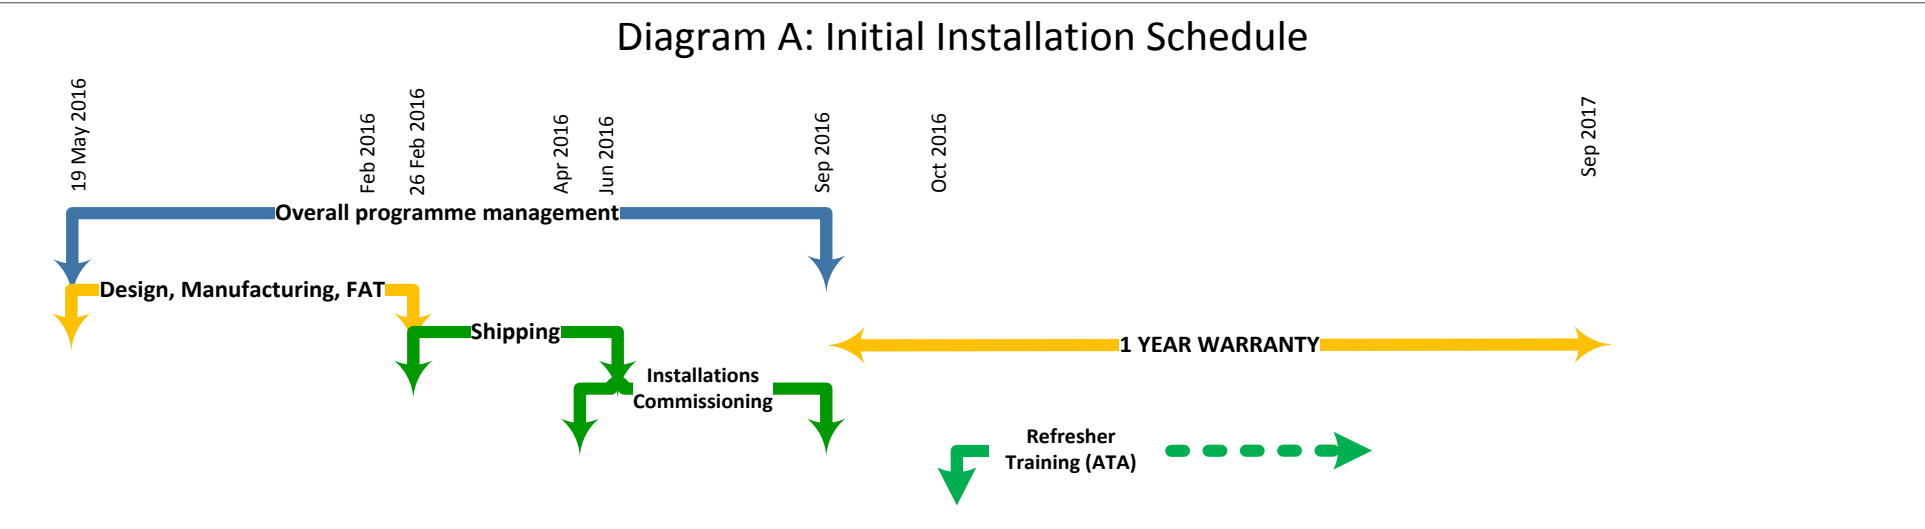 Diagram A: Initial Installation Schedule
19 May 2016
Feb 2016
26 Feb 2016
Apr 2016
Jun 2016
Sep 2016
Oct 2016
Sep 2017
Overall programme management
Design, Manufacturing, FAT
Shipping
1 YEAR WARRANTY
Installations
Commissioning
Refresher
Training (ATA)